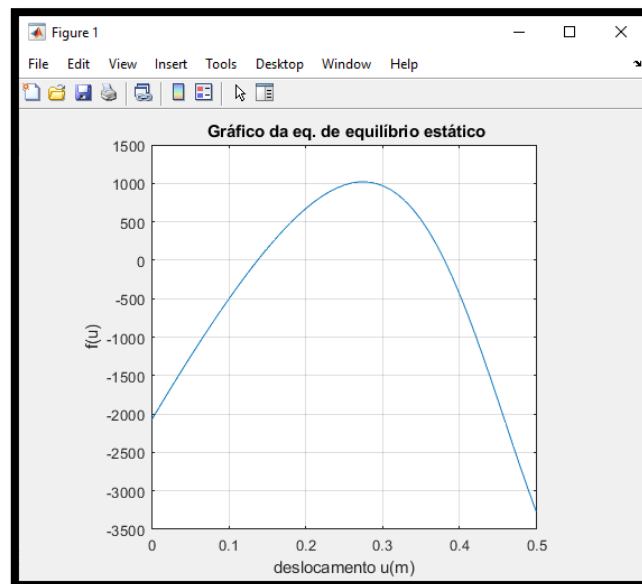 Figure 1
File Edit View Insert Tools Desktop Window Help
Gráfico da eq. de equilíbrio estático
1500
1000
500
0
-500
-1000
-1500
-2000
-2500
-3000
-3500
f(u)
0 0.1 0.2 0.3 0.4 0.5
deslocamento u(m)